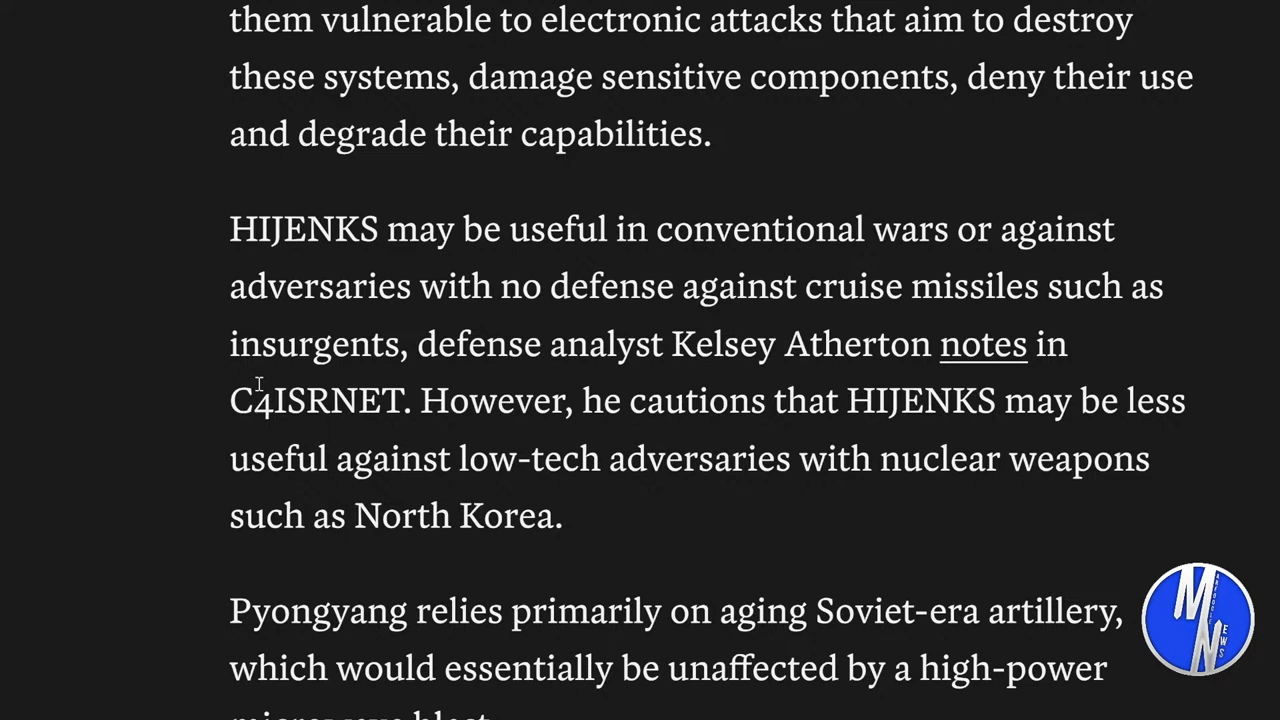 them vulnerable to electronic attacks that aim to destroy
these systems, damage sensitive components, deny their use
and degrade their capabilities.
HIJENKS may be useful in conventional wars or against
adversaries with no defense against cruise missiles such as
insurgents, defense analyst Kelsey Atherton notes in
C4ISRNET. However, he cautions that HIJENKS may be less
useful against low-tech adversaries with nuclear weapons
such as North Korea.
Pyongyang relies primarily on aging Soviet-era artillery,
which would essentially be unaffected by a high-power
microwave blast.
M
N
EWS